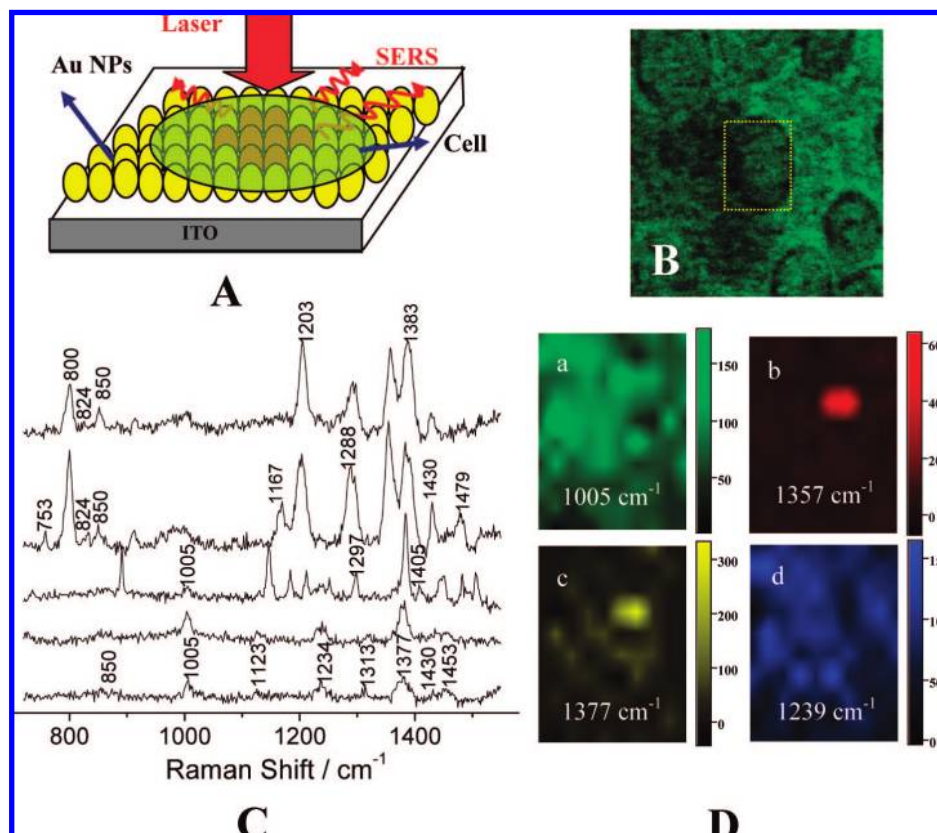 Laser
Au NPs
SERS
Cell
ITO
A
B
1203
1383
800
824
850
1288
1167
1430
1479
753
824
850
1005
1297
1405
850
1005
1123
1234
1313
1377
1430
1453
800 1000 1200 1400
Raman Shift / cm⁻¹
C
a
1005 cm⁻¹
150
100
50
b
1357 cm⁻¹
20
0
c
1377 cm⁻¹
300
200
100
0
d
1239 cm⁻¹
D